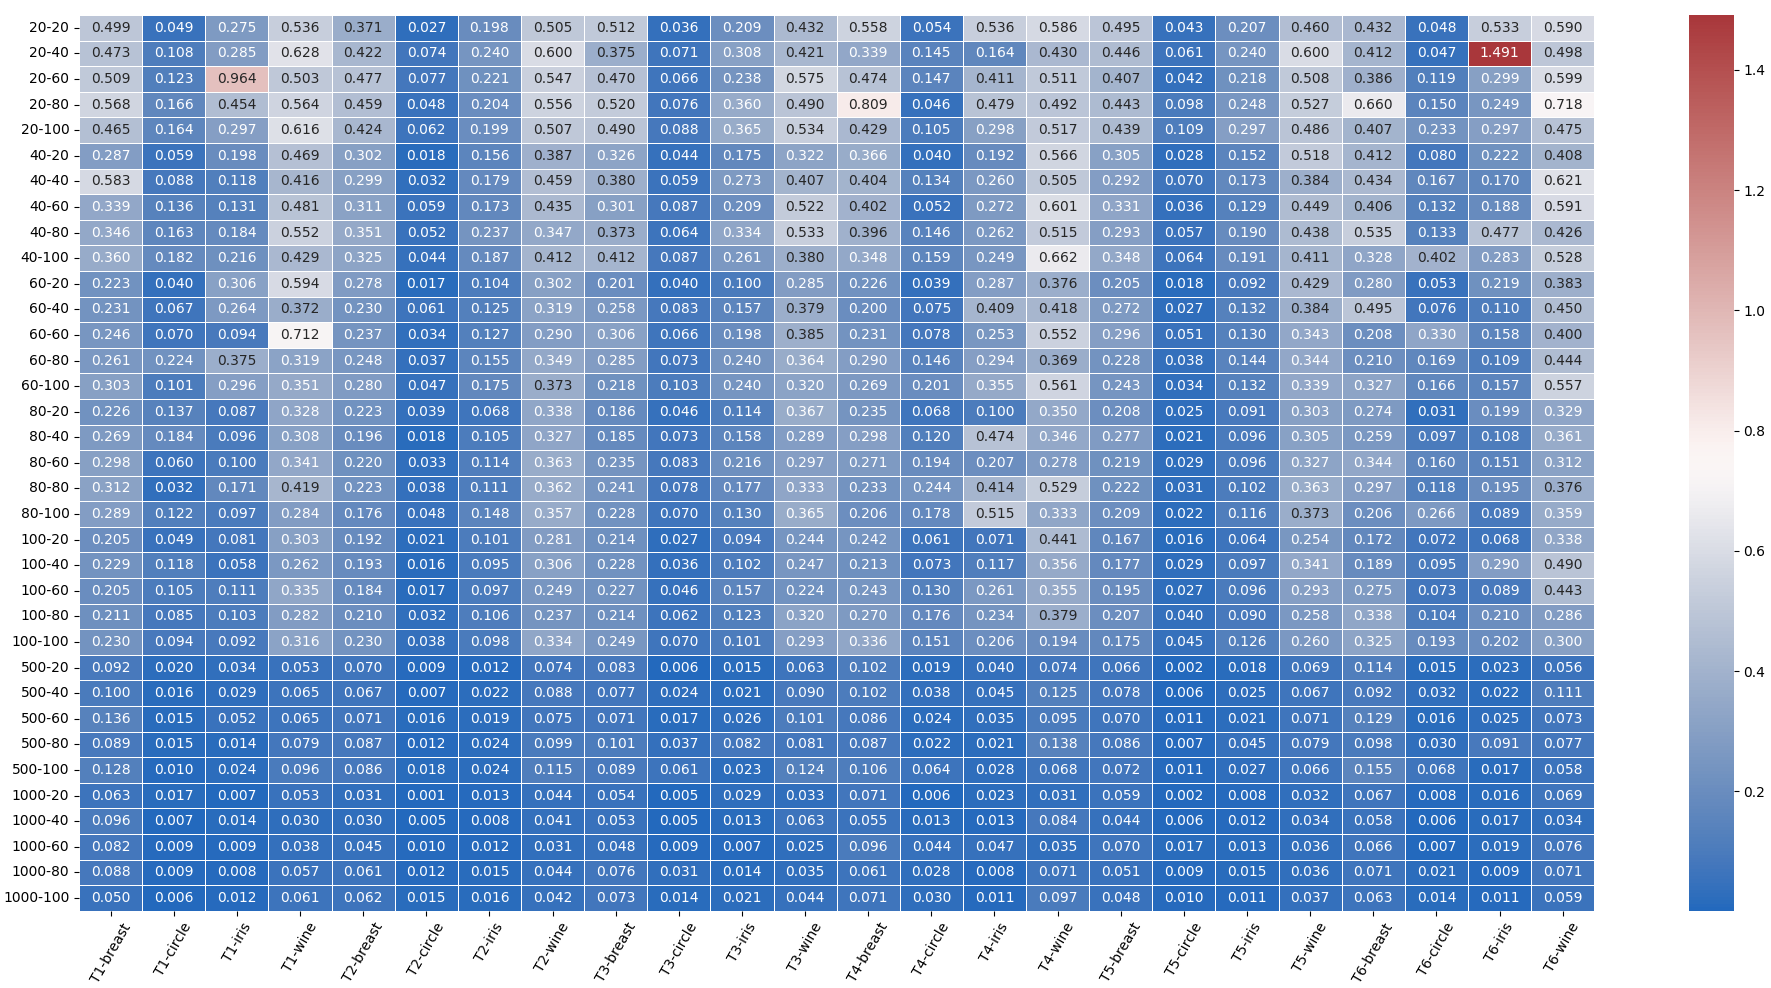 20-20 0.499 0.049 0.275 0.536 0.371 0.027 0.198 0.505 0.512 0.036 0.209 0.432 0.558 0.054 0.536 0.586 0.495 0.043 0.207 0.460 0.432 0.048 0.533 0.590
20-40 0.473 0.108 0.285 0.628 0.422 0.074 0.240 0.600 0.375 0.071 0.308 0.421 0.339 0.145 0.164 0.430 0.446 0.061 0.240 0.600 0.412 0.047 1.491 0.498
20-60 0.509 0.123 0.964 0.503 0.477 0.077 0.221 0.547 0.470 0.066 0.238 0.575 0.474 0.147 0.411 0.511 0.407 0.042 0.218 0.508 0.386 0.119 0.299 0.599
20-80 0.568 0.166 0.454 0.564 0.459 0.048 0.204 0.556 0.520 0.076 0.360 0.490 0.809 0.046 0.479 0.492 0.443 0.098 0.248 0.527 0.660 0.150 0.249 0.718
20-100 0.465 0.164 0.297 0.616 0.424 0.062 0.199 0.507 0.490 0.088 0.365 0.534 0.429 0.105 0.298 0.517 0.439 0.109 0.297 0.486 0.407 0.233 0.297 0.475
40-20 0.287 0.059 0.198 0.469 0.302 0.018 0.156 0.387 0.326 0.044 0.175 0.322 0.366 0.040 0.192 0.566 0.305 0.028 0.152 0.518 0.412 0.080 0.222 0.408
40-40 0.583 0.088 0.118 0.416 0.299 0.032 0.179 0.459 0.380 0.059 0.273 0.407 0.404 0.134 0.260 0.505 0.292 0.070 0.173 0.384 0.434 0.167 0.170 0.621
40-60 0.339 0.136 0.131 0.481 0.311 0.059 0.173 0.435 0.301 0.087 0.209 0.522 0.402 0.052 0.272 0.601 0.331 0.036 0.129 0.449 0.406 0.132 0.188 0.591
40-80 0.346 0.163 0.184 0.552 0.351 0.052 0.237 0.347 0.373 0.064 0.334 0.533 0.396 0.146 0.262 0.515 0.293 0.057 0.190 0.438 0.535 0.133 0.477 0.426
40-100 0.360 0.182 0.216 0.429 0.325 0.044 0.187 0.412 0.412 0.087 0.261 0.380 0.348 0.159 0.249 0.662 0.348 0.064 0.191 0.411 0.328 0.402 0.283 0.528
60-20 0.223 0.040 0.306 0.594 0.278 0.017 0.104 0.302 0.201 0.040 0.100 0.285 0.226 0.039 0.287 0.376 0.205 0.018 0.092 0.429 0.280 0.053 0.219 0.383
60-40 0.231 0.067 0.264 0.372 0.230 0.061 0.125 0.319 0.258 0.083 0.157 0.379 0.200 0.075 0.409 0.418 0.272 0.027 0.132 0.384 0.495 0.076 0.110 0.450
60-60 0.246 0.070 0.094 0.712 0.237 0.034 0.127 0.290 0.306 0.066 0.198 0.385 0.231 0.078 0.253 0.552 0.296 0.051 0.130 0.343 0.208 0.330 0.158 0.400
60-80 0.261 0.224 0.375 0.319 0.248 0.037 0.155 0.349 0.285 0.073 0.240 0.364 0.290 0.146 0.294 0.369 0.228 0.038 0.144 0.344 0.210 0.169 0.109 0.444
60-100 0.303 0.101 0.296 0.351 0.280 0.047 0.175 0.373 0.218 0.103 0.240 0.320 0.269 0.201 0.355 0.561 0.243 0.034 0.132 0.339 0.327 0.166 0.157 0.557
80-20 0.226 0.137 0.087 0.328 0.223 0.039 0.068 0.338 0.186 0.046 0.114 0.367 0.235 0.068 0.100 0.350 0.208 0.025 0.091 0.303 0.274 0.031 0.199 0.329
80-40 0.269 0.184 0.096 0.308 0.196 0.018 0.105 0.327 0.185 0.073 0.158 0.289 0.298 0.120 0.474 0.346 0.277 0.021 0.096 0.305 0.259 0.097 0.108 0.361
80-60 0.298 0.060 0.100 0.341 0.220 0.033 0.114 0.363 0.235 0.083 0.216 0.297 0.271 0.194 0.207 0.278 0.219 0.029 0.096 0.327 0.344 0.160 0.151 0.312
80-80 0.312 0.032 0.171 0.419 0.223 0.038 0.111 0.362 0.241 0.078 0.177 0.333 0.233 0.244 0.414 0.529 0.222 0.031 0.102 0.363 0.297 0.118 0.195 0.376
80-100 0.289 0.122 0.097 0.284 0.176 0.048 0.148 0.357 0.228 0.070 0.130 0.365 0.206 0.178 0.515 0.333 0.209 0.022 0.116 0.373 0.206 0.266 0.089 0.359
100-20 0.205 0.049 0.081 0.303 0.192 0.021 0.101 0.281 0.214 0.027 0.094 0.244 0.242 0.061 0.071 0.441 0.167 0.016 0.064 0.254 0.172 0.072 0.068 0.338
100-40 0.229 0.118 0.058 0.262 0.193 0.016 0.095 0.306 0.228 0.036 0.102 0.247 0.213 0.073 0.117 0.356 0.177 0.029 0.097 0.341 0.189 0.095 0.290 0.490
100-60 0.205 0.105 0.111 0.335 0.184 0.017 0.097 0.249 0.227 0.046 0.157 0.224 0.243 0.130 0.261 0.355 0.195 0.027 0.096 0.293 0.275 0.073 0.089 0.443
100-80 0.211 0.085 0.103 0.282 0.210 0.032 0.106 0.237 0.214 0.062 0.123 0.320 0.270 0.176 0.234 0.379 0.207 0.040 0.090 0.258 0.338 0.104 0.210 0.286
100-100 0.230 0.094 0.092 0.316 0.230 0.038 0.098 0.334 0.249 0.070 0.101 0.293 0.336 0.151 0.206 0.194 0.175 0.045 0.126 0.260 0.325 0.193 0.202 0.300
500-20 0.092 0.020 0.034 0.053 0.070 0.009 0.012 0.074 0.083 0.006 0.015 0.063 0.102 0.019 0.040 0.074 0.066 0.002 0.018 0.069 0.114 0.015 0.023 0.056
500-40 0.100 0.016 0.029 0.065 0.067 0.007 0.022 0.088 0.077 0.024 0.021 0.090 0.102 0.038 0.045 0.125 0.078 0.006 0.025 0.067 0.092 0.032 0.022 0.111
500-60 0.136 0.015 0.052 0.065 0.071 0.016 0.019 0.075 0.071 0.017 0.026 0.101 0.086 0.024 0.035 0.095 0.070 0.011 0.021 0.071 0.129 0.016 0.025 0.073
500-80 0.089 0.015 0.014 0.079 0.087 0.012 0.024 0.099 0.101 0.037 0.082 0.081 0.087 0.022 0.021 0.138 0.086 0.007 0.045 0.079 0.098 0.030 0.091 0.077
500-100 0.128 0.010 0.024 0.096 0.086 0.018 0.024 0.115 0.089 0.061 0.023 0.124 0.106 0.064 0.028 0.068 0.072 0.011 0.027 0.066 0.155 0.068 0.017 0.058
1000-20 0.063 0.017 0.007 0.053 0.031 0.001 0.013 0.044 0.054 0.005 0.029 0.033 0.071 0.006 0.023 0.031 0.059 0.002 0.008 0.032 0.067 0.008 0.016 0.069
1000-40 0.096 0.007 0.014 0.030 0.030 0.005 0.008 0.041 0.053 0.005 0.013 0.063 0.055 0.013 0.013 0.084 0.044 0.006 0.012 0.034 0.058 0.006 0.017 0.034
1000-60 0.082 0.009 0.009 0.038 0.045 0.010 0.012 0.031 0.048 0.009 0.007 0.025 0.096 0.044 0.047 0.035 0.070 0.017 0.013 0.036 0.066 0.007 0.019 0.076
1000-80 0.088 0.009 0.008 0.057 0.061 0.012 0.015 0.044 0.076 0.031 0.014 0.035 0.061 0.028 0.008 0.071 0.051 0.009 0.015 0.036 0.071 0.021 0.009 0.071
1000-100 0.050 0.006 0.012 0.061 0.062 0.015 0.016 0.042 0.073 0.014 0.021 0.044 0.071 0.030 0.011 0.097 0.048 0.010 0.011 0.037 0.063 0.014 0.011 0.059
T1-breast T1-circle T1-iris T1-wine T2-breast T2-circle T2-iris T2-wine T3-breast T3-circle T3-iris T3-wine T4-breast T4-circle T4-iris T4-wine T5-breast T5-circle T5-iris T5-wine T6-breast T6-circle T6-iris T6-wine
1.4
1.2
1.0
0.8
0.6
0.4
0.2